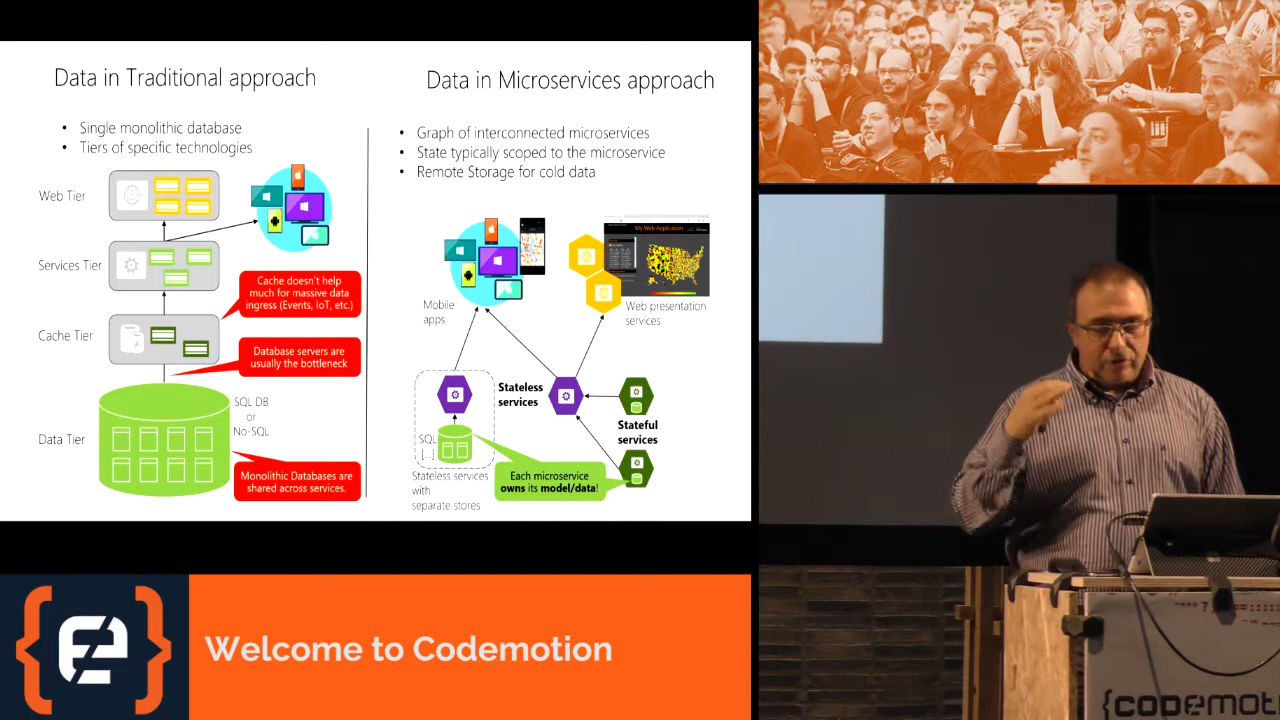 Data in Traditional approach
• Single monolithic database
• Tiers of specific technologies
Web Tier
Services Tier
Cache doesn't help
much for massive data
ingress (Events, IoT, etc.)
Cache Tier
Database servers are
usually the bottleneck
SQL DB
or
No-SQL
Data Tier
Monolithic Databases are
shared across services.
Data in Microservices approach
• Graph of interconnected microservices
• State typically scoped to the microservice
• Remote Storage for cold data
My Web Application
Mobile
apps
Web presentation
services
Stateless
services
Stateful
services
SQL
[...]
Stateless services
with
separate stores
Each microservice
owns its model/data!
Welcome to Codemotion
{codemot